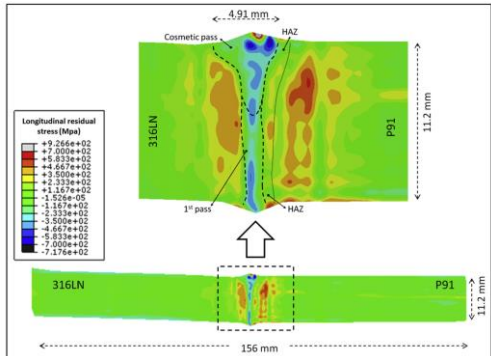 4.91 mm
Cosmetic pass
HAZ
316LN
P91
11.2 mm
1st pass
HAZ
Longitudinal residual
stress (Mpa)
+9.266e+02
+7.000e+02
+5.833e+02
+4.667e+02
+3.500e+02
+2.333e+02
+1.167e+02
-1.526e-05
-1.167e+02
-2.333e+02
-3.500e+02
-4.667e+02
-5.833e+02
-7.000e+02
-7.176e+02
316LN
P91
11.2 mm
156 mm